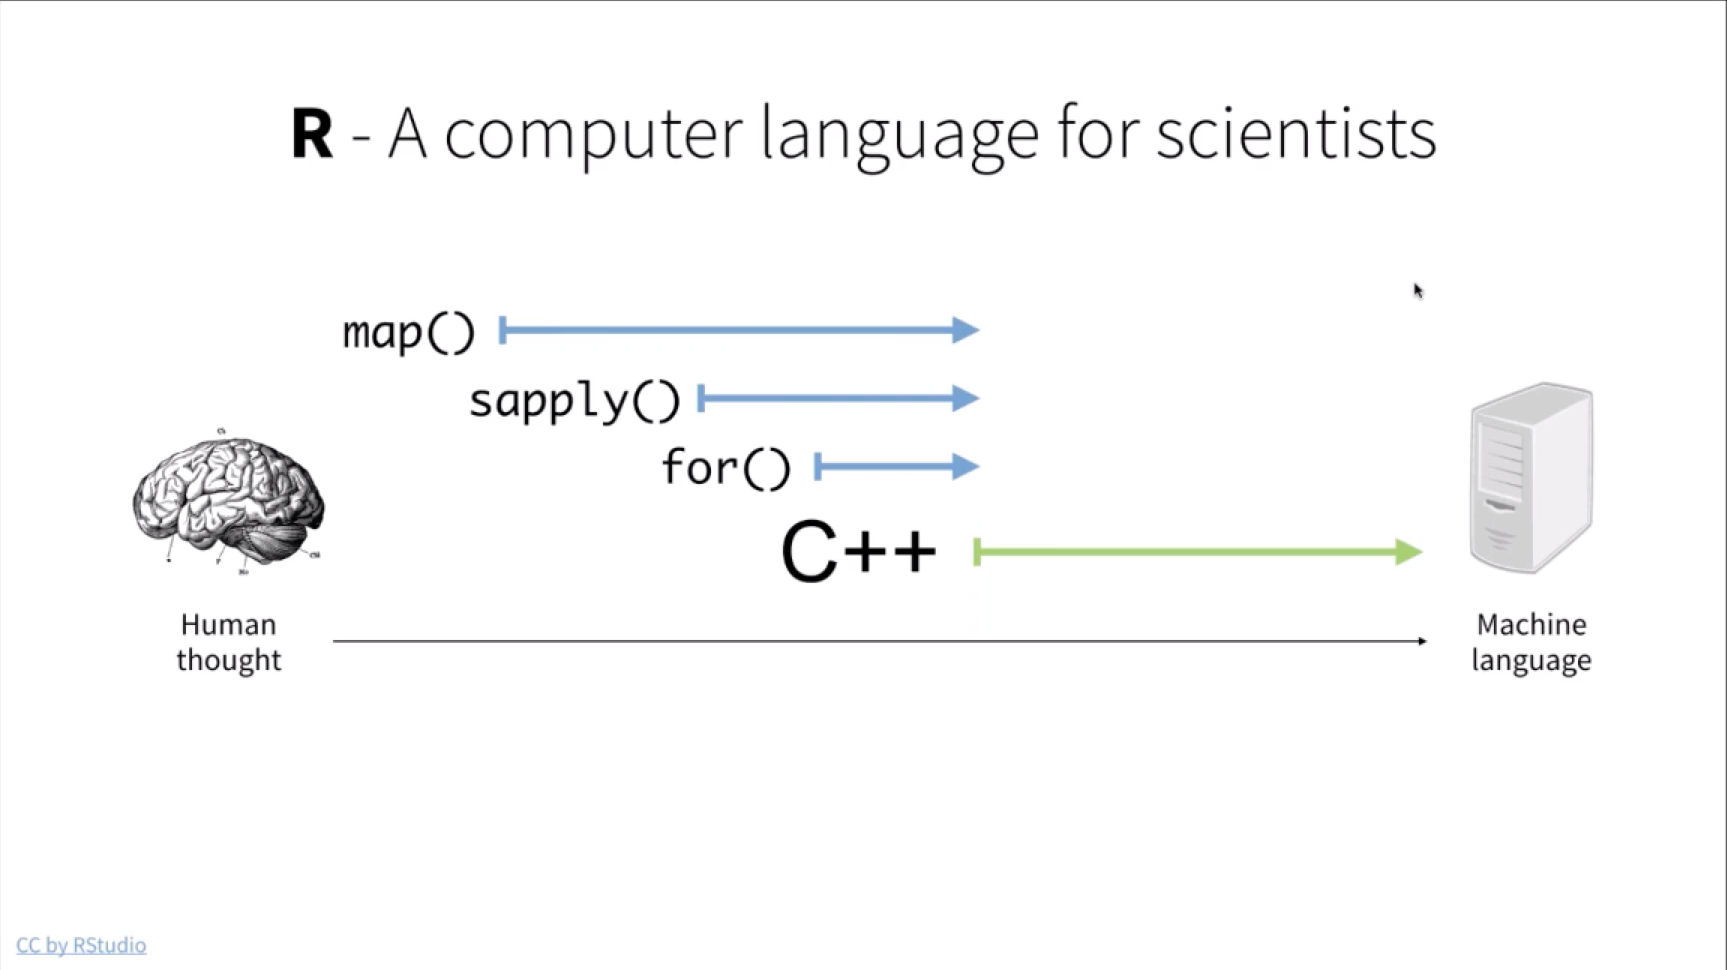 R - A computer language for scientists
map()
sapply()
for()
C++
Human
thought
Machine
language
CC by RStudio